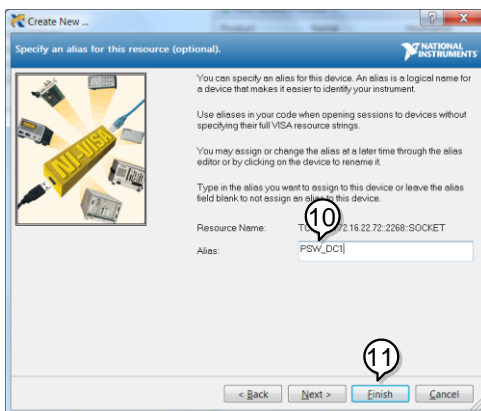 Create New ...
Specify an alias for this resource (optional).
NATIONAL
INSTRUMENTS
You can specify an alias for this device. An alias is a logical name for
a device that makes it easier to identify your instrument.
Use aliases in your code when opening sessions to devices without
specifying their full VISA resource strings.
You may assign or change the alias at a later time through the alias
editor or by clicking on the device to rename it.
Type in the alias you want to assign to this device or leave the alias
field blank to not assign an alias to this device.
NI-VISA
10
Resource Name: 72.16.22.72::2268::SOCKET
Alias: PSW_DC1
11
< Back Next > Finish Cancel